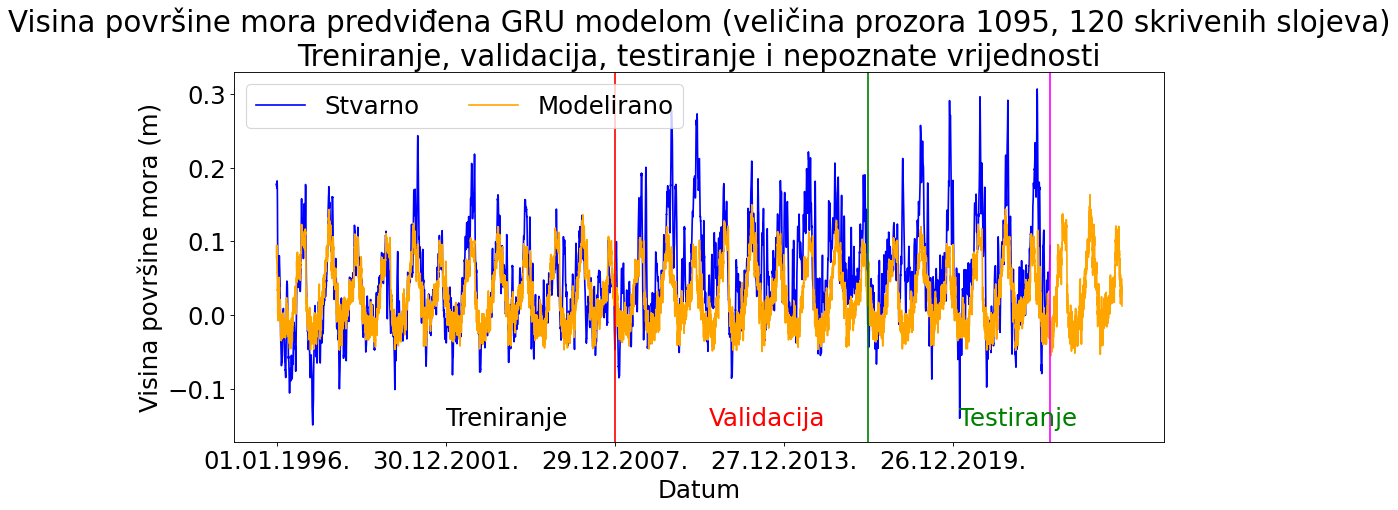 Visina površine mora predviđena GRU modelom (veličina prozora 1095, 120 skrivenih slojeva)
Treniranje, validacija, testiranje i nepoznate vrijednosti
Stvarno Modelirano
Visina površine mora (m)
0.3
0.2
0.1
0.0
−0.1
Treniranje Validacija Testiranje
01.01.1996. 30.12.2001. 29.12.2007. 27.12.2013. 26.12.2019.
Datum